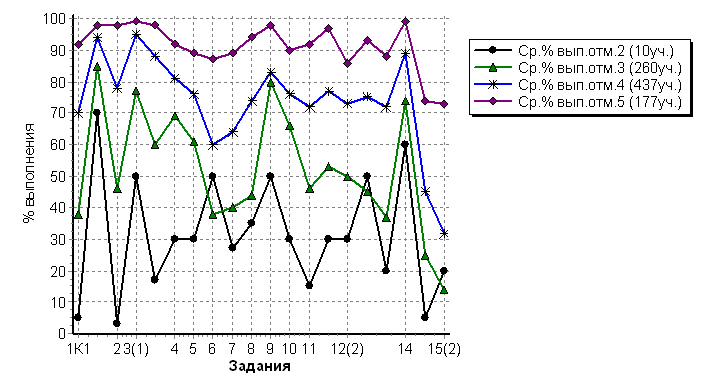 % выполнения
100
90
80
70
60
50
40
30
20
10
0
1К1 2 3(1) 4 5 6 7 8 9 10 11 12(2) 14 15(2)
Задания
Ср.% вып.отм.2 (10уч.)
Ср.% вып.отм.3 (260уч.)
Ср.% вып.отм.4 (437уч.)
Ср.% вып.отм.5 (177уч.)